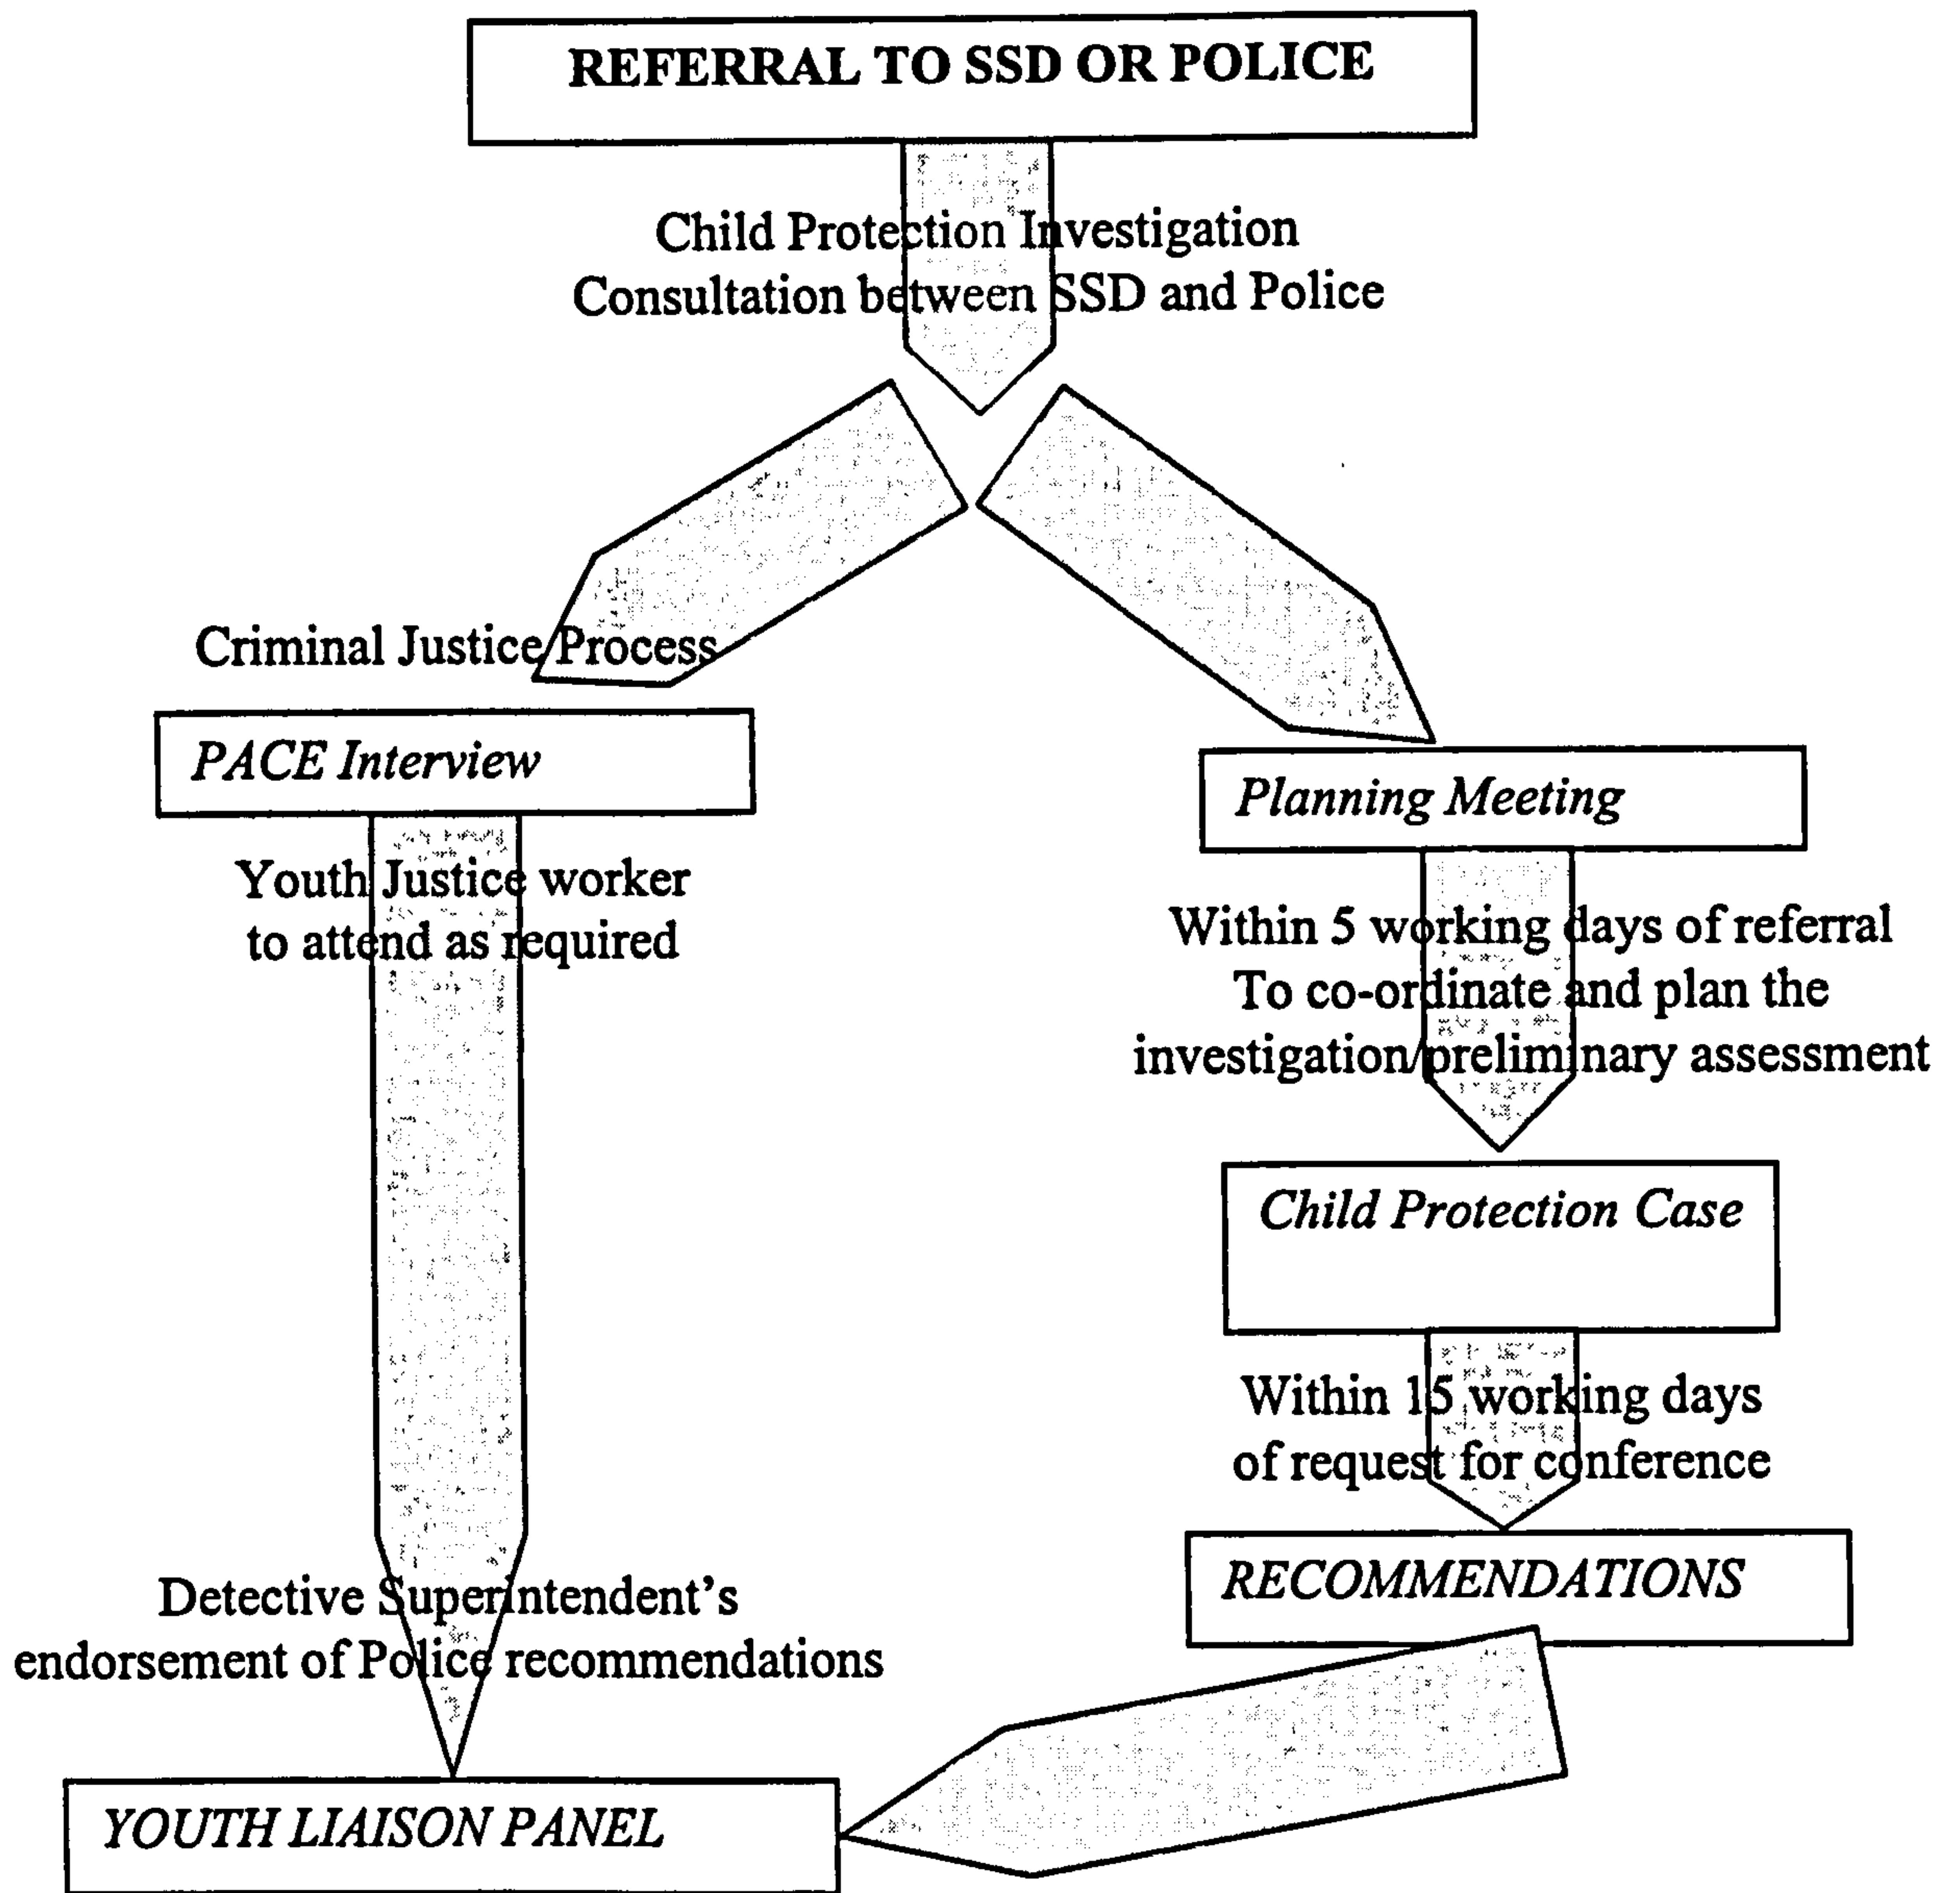 REFERRAL TO SSD OR POLICE
Child Protection Investigation
Consultation between SSD and Police
Criminal Justice Process
PACE Interview
Youth Justice worker
to attend as required
Planning Meeting
Within 5 working days of referral
To co-ordinate and plan the
investigation/preliminary assessment
Child Protection Case
Within 15 working days
of request for conference
RECOMMENDATIONS
Detective Superintendent's
endorsement of Police recommendations
YOUTH LIAISON PANEL